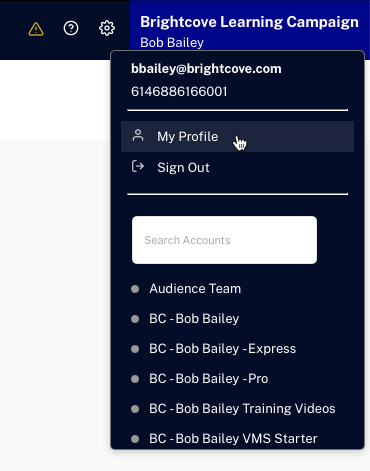 Brightcove Learning Campaign
Bob Bailey
bbailey@brightcove.com
6146886166001
My Profile
Sign Out
Search Accounts
Audience Team
BC - Bob Bailey
BC - Bob Bailey - Express
BC - Bob Bailey - Pro
BC - Bob Bailey Training Videos
BC - Bob Bailey VMS Starter